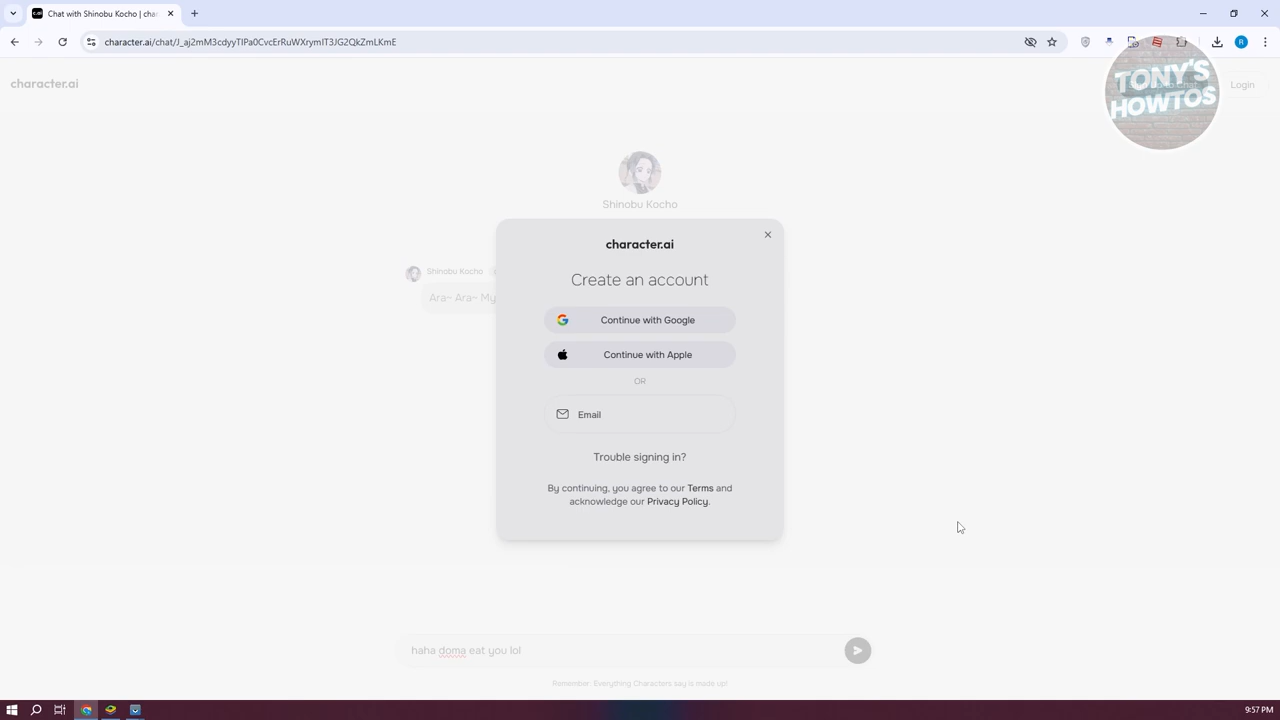 Chat with Shinobu Kocho | char
character.ai/chat/J_aj2mM3cdyyTIPa0CvcErRuWXrymIT3JG2QkZmLKmE
R
character.ai
TONY'S
HOWTOS
Login
Shinobu Kocho
Shinobu Kocho
Ara~ Ara~ My
character.ai
Create an account
Continue with Google
Continue with Apple
OR
Email
Trouble signing in?
By continuing, you agree to our Terms and
acknowledge our Privacy Policy.
haha doma eat you lol
Remember: Everything Characters say is made up!
9:57 PM